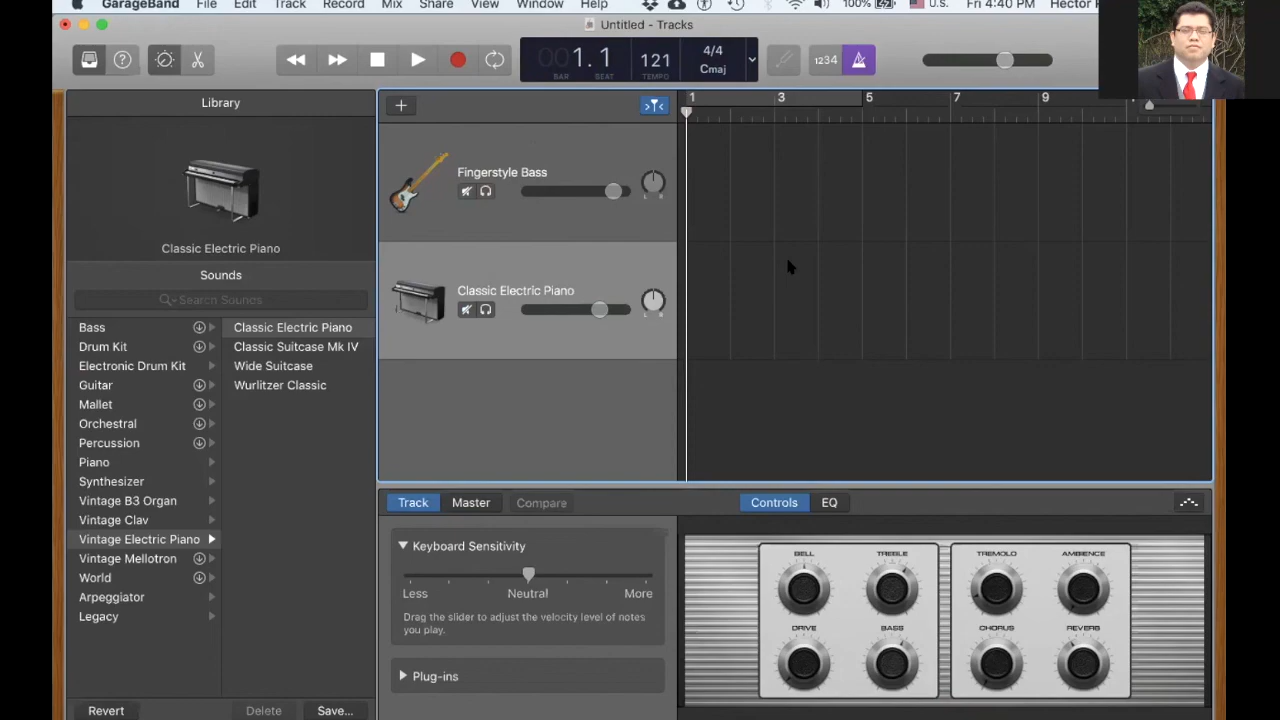 GarageBand File Edit Track Record Mix Share View Window Help 100% U.S. Fri 4:40 PM Hector
Untitled - Tracks
001.1
BAR BEAT
121
TEMPO
4/4
Cmaj
1234
Library
1 3 5 7 9
Fingerstyle Bass
L R
Classic Electric Piano
Sounds
Search Sounds
Classic Electric Piano
L R
Bass
Drum Kit
Electronic Drum Kit
Guitar
Mallet
Orchestral
Percussion
Piano
Synthesizer
Vintage B3 Organ
Vintage Clav
Vintage Electric Piano
Vintage Mellotron
World
Arpeggiator
Legacy
Classic Electric Piano
Classic Suitcase Mk IV
Wide Suitcase
Wurlitzer Classic
Revert Delete Save...
Track Master Compare Controls EQ
Keyboard Sensitivity
Less Neutral More
Drag the slider to adjust the velocity level of notes
you play.
Plug-ins
BELL TREBLE TREMOLO AMBIENCE
DRIVE BASS CHORUS REVERB